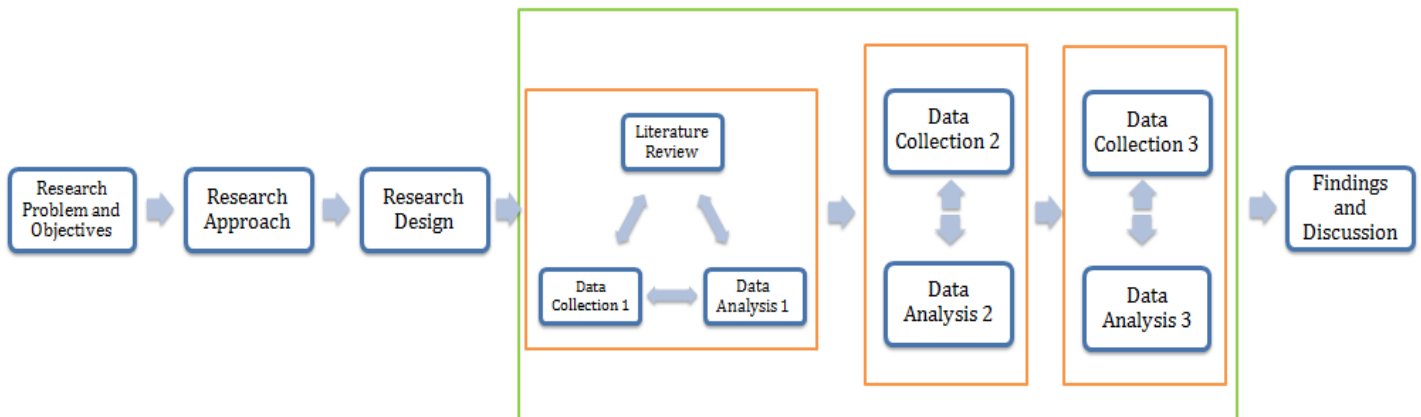 Research
Problem and
Objectives
Research
Approach
Research
Design
Literature
Review
Data
Collection 1
Data
Analysis 1
Data
Collection 2
Data
Analysis 2
Data
Collection 3
Data
Analysis 3
Findings
and
Discussion